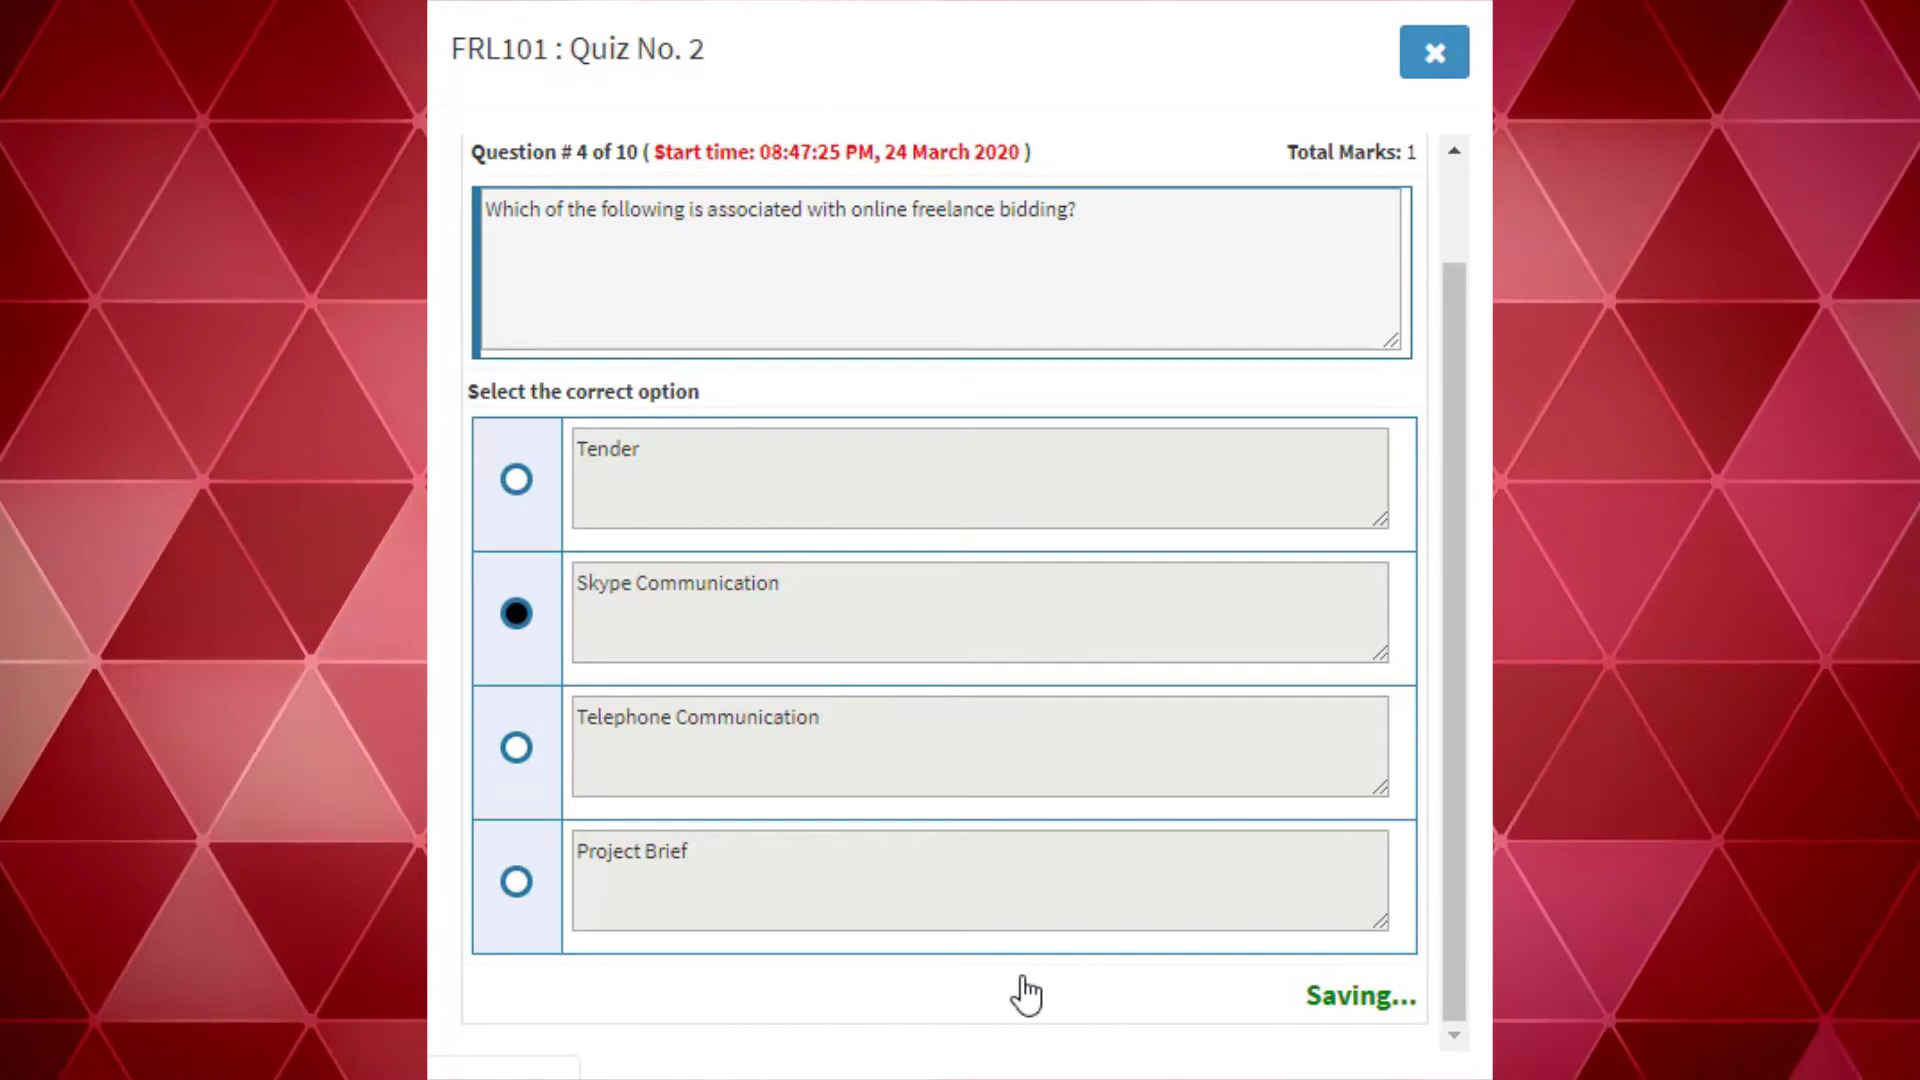 FRL101 : Quiz No. 2
Question # 4 of 10 ( Start time: 08:47:25 PM, 24 March 2020 ) Total Marks: 1
Which of the following is associated with online freelance bidding?
Select the correct option
Tender
Skype Communication
Telephone Communication
Project Brief
Saving...